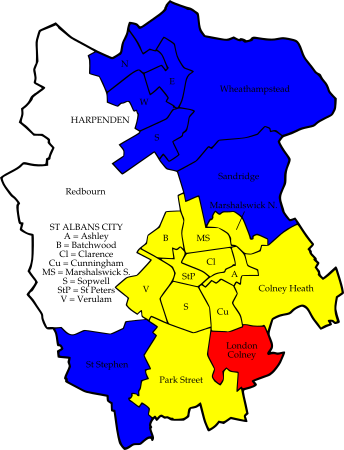 N
Wheathampstead
E
W
HARPENDEN
S
Sandridge
Redbourn
Marshalswick N.
ST ALBANS CITY
A = Ashley
B = Batchwood
Cl = Clarence
Cu = Cunningham
MS = Marshalswick S.
S = Sopwell
StP = St Peters
V = Verulam
B
MS
Cl
StP
A
V
Colney Heath
S
Cu
London
Colney
St Stephen
Park Street